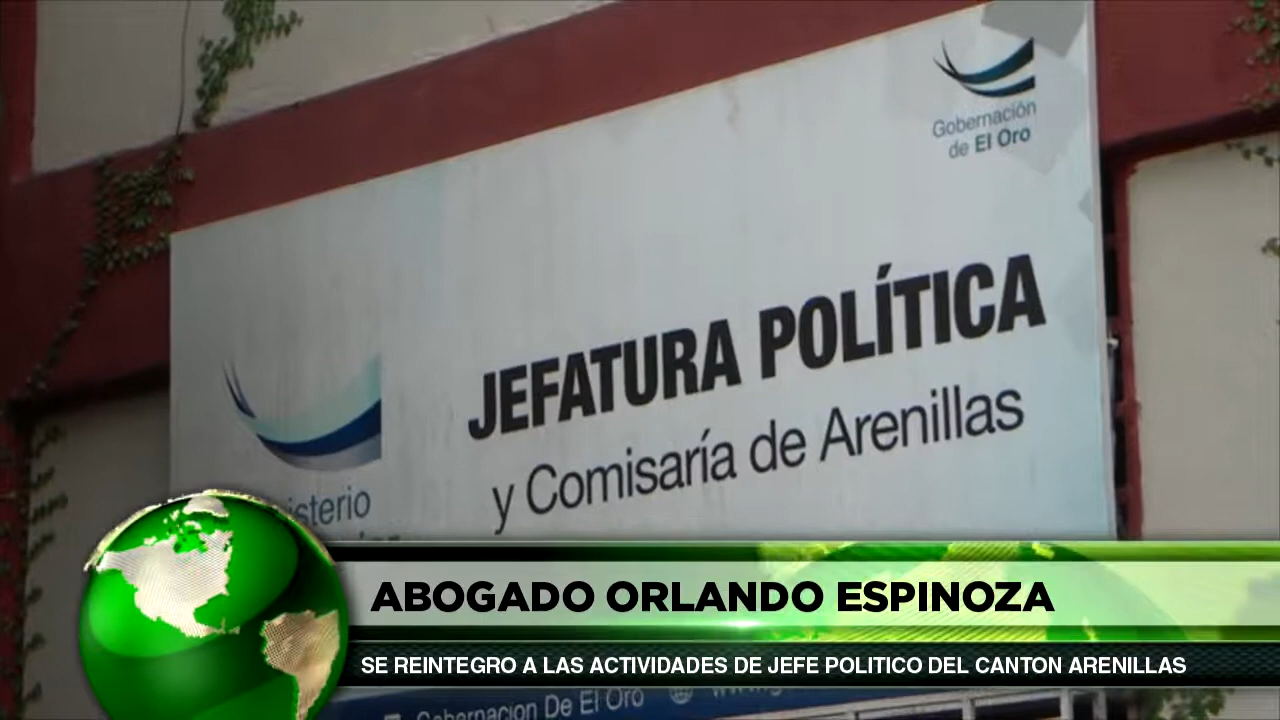 Gobernación
de El Oro
JEFATURA POLÍTICA
y Comisaría de Arenillas
ABOGADO ORLANDO ESPINOZA
SE REINTEGRO A LAS ACTIVIDADES DE JEFE POLITICO DEL CANTON ARENILLAS
Gobernacion De El Oro